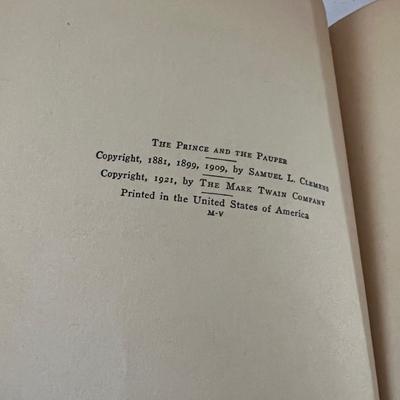 The Prince and the Pauper
Copyright, 1881, 1899, 1909, by Samuel L. Clemens
Copyright, 1921, by The Mark Twain Company
Printed in the United States of America
M-V